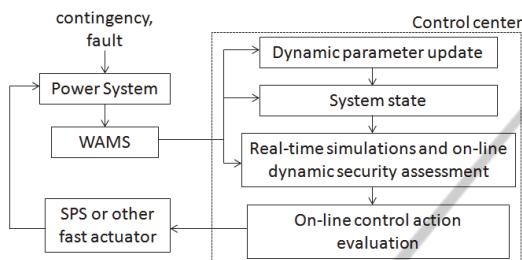 contingency,
fault
Control center
Dynamic parameter update
Power System
System state
WAMS
Real-time simulations and on-line
dynamic security assessment
SPS or other
fast actuator
On-line control action
evaluation